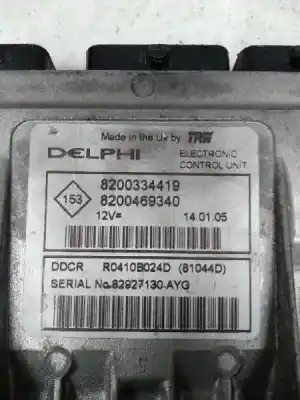 Made in the UK by TRW
DELPHI ELECTRONIC
CONTROL UNIT
8200334419
153
8200469340
12V= 14.01.05
DDCR R0410B024D (81044D)
SERIAL No.82927130-AYG